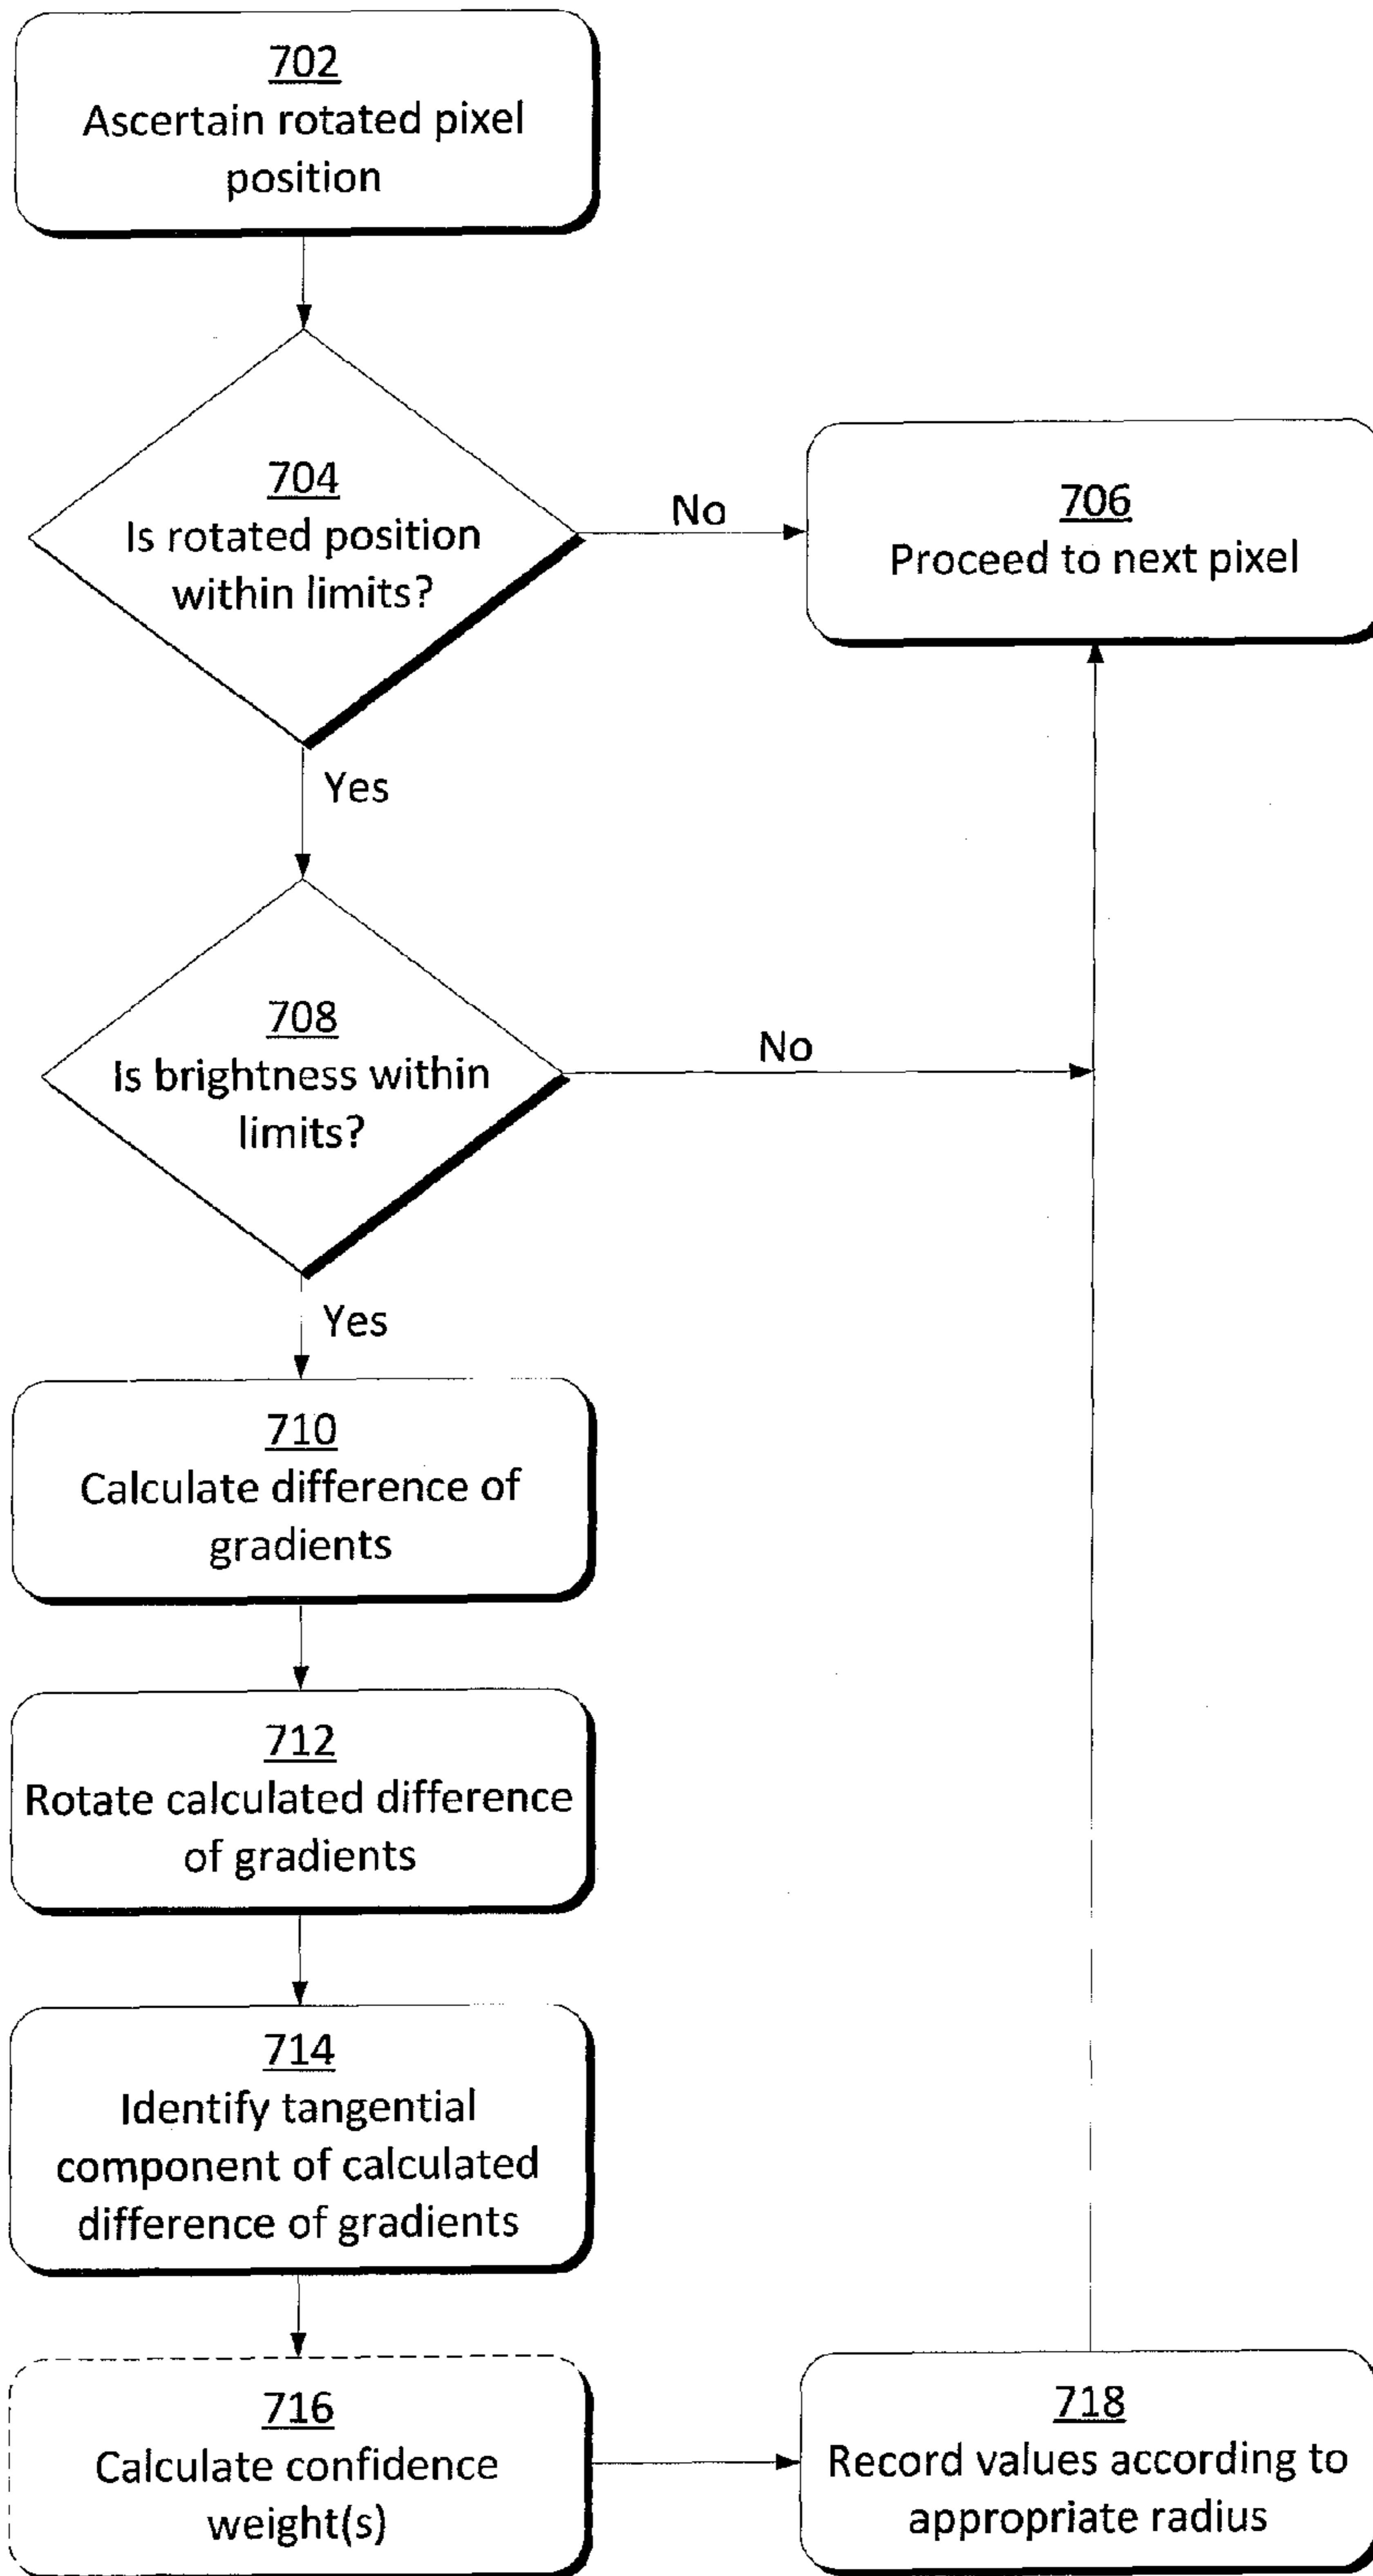 702
Ascertain rotated pixel
position
704
Is rotated position
within limits?
No
706
Proceed to next pixel
Yes
708
Is brightness within
limits?
No
Yes
710
Calculate difference of
gradients
712
Rotate calculated difference
of gradients
714
Identify tangential
component of calculated
difference of gradients
716
Calculate confidence
weight(s)
718
Record values according to
appropriate radius